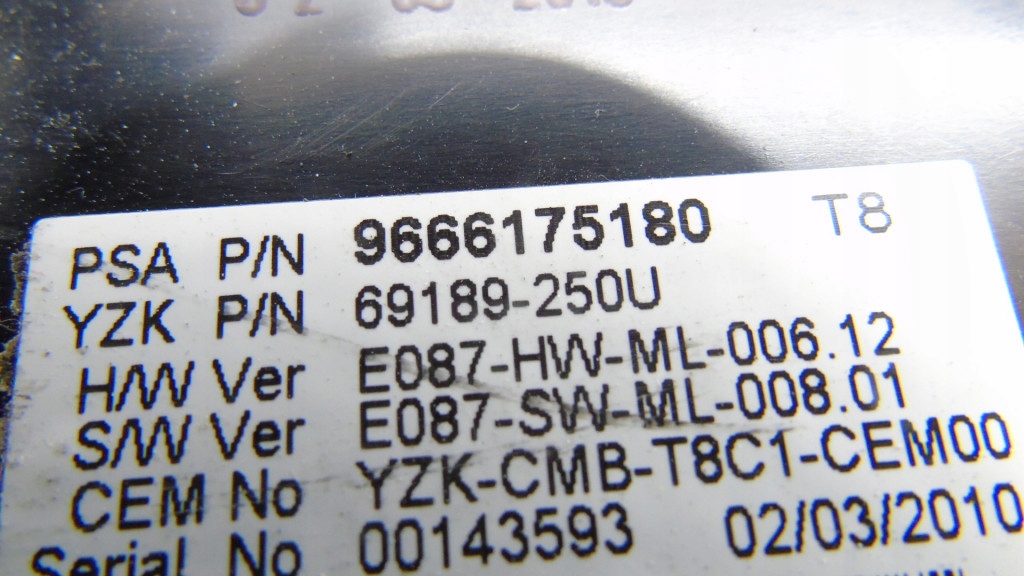 PSA P/N 9666175180 T8
YZK P/N 69189-250U
H/W Ver E087-HW-ML-006.12
S/W Ver E087-SW-ML-008.01
CEM No YZK-CMB-T8C1-CEM00
Serial No 00143593 02/03/2010